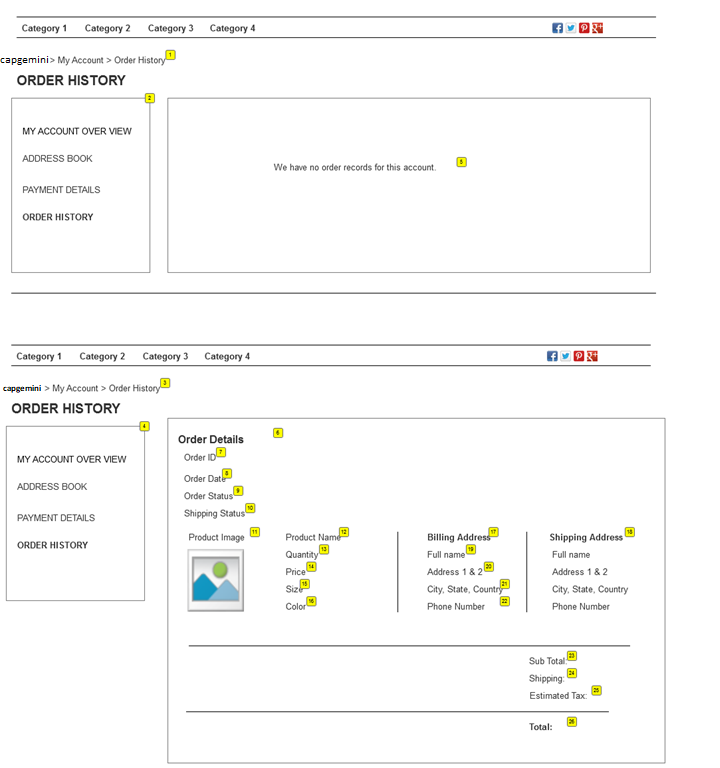 Category 1 Category 2 Category 3 Category 4
capgemini > My Account > Order History 1
ORDER HISTORY
2
MY ACCOUNT OVER VIEW
ADDRESS BOOK
PAYMENT DETAILS
ORDER HISTORY
We have no order records for this account. 5
Category 1 Category 2 Category 3 Category 4
capgemini > My Account > Order History 3
ORDER HISTORY
4
MY ACCOUNT OVER VIEW
ADDRESS BOOK
PAYMENT DETAILS
ORDER HISTORY
Order Details 6
Order ID 7
Order Date 8
Order Status 9
Shipping Status 10
Product Image 11
Product Name 12
Quantity 13
Price 14
Size 15
Color 16
Billing Address 17
Full name 19
Address 1 & 2 20
City, State, Country 21
Phone Number 22
Shipping Address 18
Full name
Address 1 & 2
City, State, Country
Phone Number
Sub Total: 23
Shipping: 24
Estimated Tax: 25
Total: 26